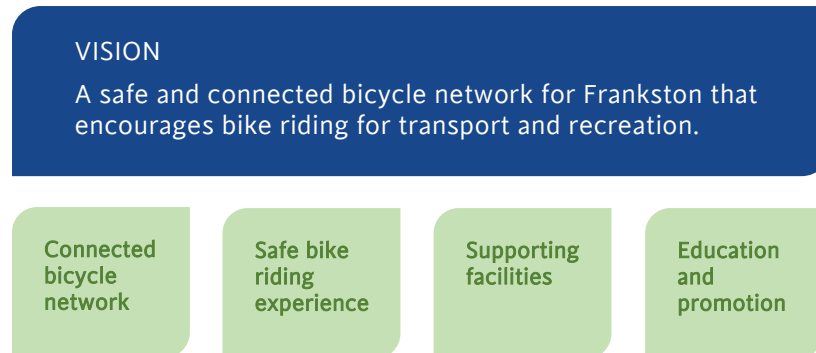 VISION
A safe and connected bicycle network for Frankston that
encourages bike riding for transport and recreation.
Connected
bicycle
network
Safe bike
riding
experience
Supporting
facilities
Education
and
promotion